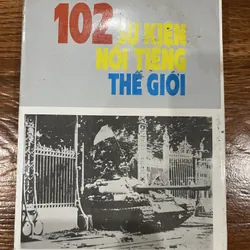 102 SỰ KIỆN
NỔI TIẾNG
THẾ GIỚI